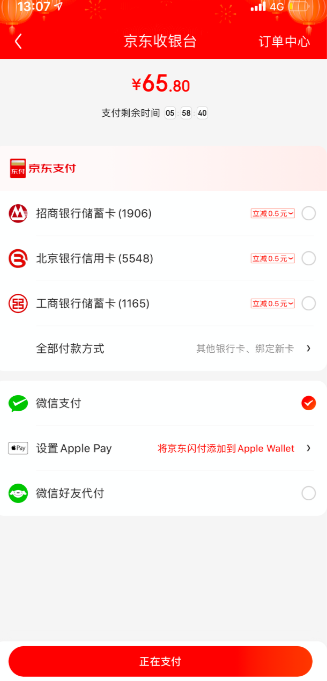 13:07
4G
京东收银台
订单中心
¥65.80
支付剩余时间 05 58 40
东付
京东支付
招商银行储蓄卡(1906)
立减0.5元
北京银行信用卡(5548)
立减0.5元
工商银行储蓄卡(1165)
立减0.5元
全部付款方式
其他银行卡、绑定新卡
微信支付
Pay
设置 Apple Pay
将京东闪付添加到 Apple Wallet
微信好友代付
正在支付